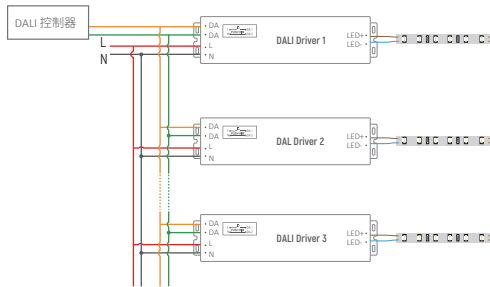 DALI 控制器
L
N
DA
DA
L
N
DALI Driver 1
LED+
LED-
DA
DA
L
N
DAL Driver 2
LED+
LED-
DA
DA
L
N
DALI Driver 3
LED+
LED-